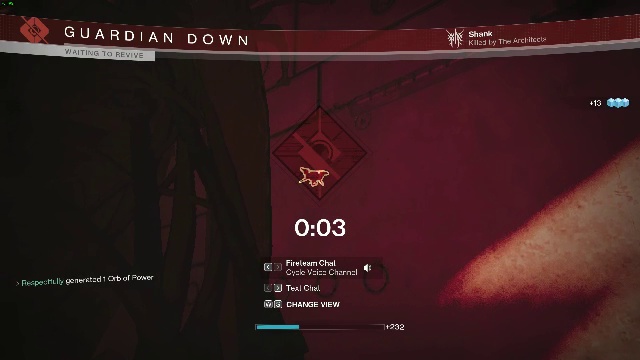 GUARDIAN DOWN
WAITING TO REVIVE
Shank
Killed by The Architects
+13
0:03
Fireteam Chat
Cycle Voice Channel
Text Chat
CHANGE VIEW
Respectfully generated 1 Orb of Power
+232